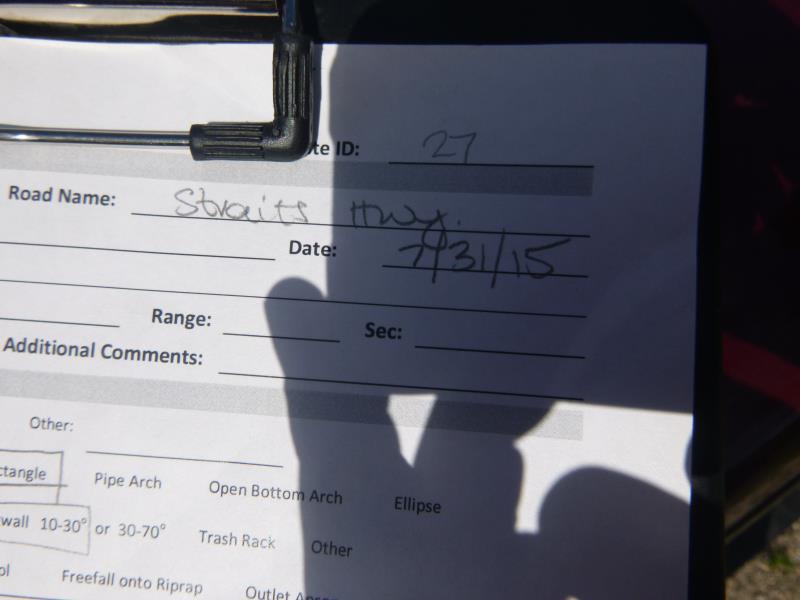 te ID: 27
Road Name: Straits Hwy.
Date: 7/31/15
Range: Sec:
Additional Comments:
Other:
ctangle Pipe Arch Open Bottom Arch Ellipse
wall 10-30° or 30-70° Trash Rack Other
ol Freefall onto Riprap Outlet